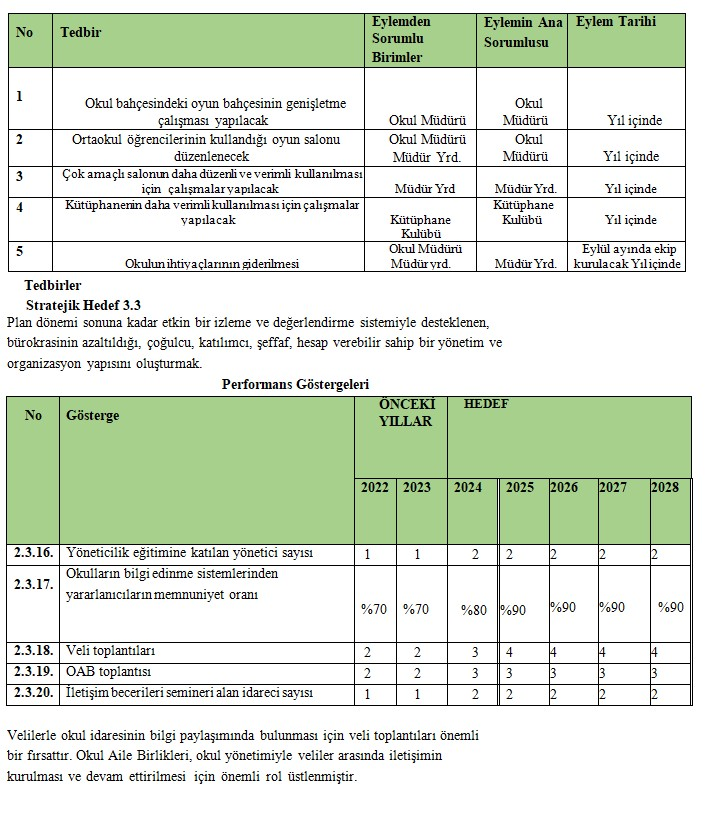 No Tedbir Eylemden Sorumlu Birimler Eylemin Ana Sorumlusu Eylem Tarihi
1 Okul bahçesindeki oyun bahçesinin genişletme çalışması yapılacak Okul Müdürü Okul Müdürü Yıl içinde
2 Ortaokul öğrencilerinin kullandığı oyun salonu düzenlenecek Okul Müdürü Müdür Yrd. Okul Müdürü Yıl içinde
3 Çok amaçlı salonun daha düzenli ve verimli kullanılması için çalışmalar yapılacak Müdür Yrd Müdür Yrd. Yıl içinde
4 Kütüphanenin daha verimli kullanılması için çalışmalar yapılacak Kütüphane Kulübü Kütüphane Kulübü Yıl içinde
5 Okulun ihtiyaçlarının giderilmesi Okul Müdürü Müdür yrd. Müdür Yrd. Eylül ayında ekip kurulacak Yıl içinde
Tedbirler
Stratejik Hedef 3.3
Plan dönemi sonuna kadar etkin bir izleme ve değerlendirme sistemiyle desteklenen,
bürokrasinin azaltıldığı, çoğulcu, katılımcı, şeffaf, hesap verebilir sahip bir yönetim ve
organizasyon yapısını oluşturmak.
Performans Göstergeleri
No Gösterge ÖNCEKİ YILLAR HEDEF
2022 2023 2024 2025 2026 2027 2028
2.3.16. Yöneticilik eğitimine katılan yönetici sayısı 1 1 2 2 2 2 2
2.3.17. Okulların bilgi edinme sistemlerinden yararlanıcıların memnuniyet oranı %70 %70 %80 %90 %90 %90 %90
2.3.18. Veli toplantıları 2 2 3 4 4 4 4
2.3.19. OAB toplantısı 2 2 3 3 3 3 3
2.3.20. İletişim becerileri semineri alan idareci sayısı 1 1 2 2 2 2 2
Velilerle okul idaresinin bilgi paylaşımında bulunması için veli toplantıları önemli
bir fırsattır. Okul Aile Birlikleri, okul yönetimiyle veliler arasında iletişimin
kurulması ve devam ettirilmesi için önemli rol üstlenmiştir.